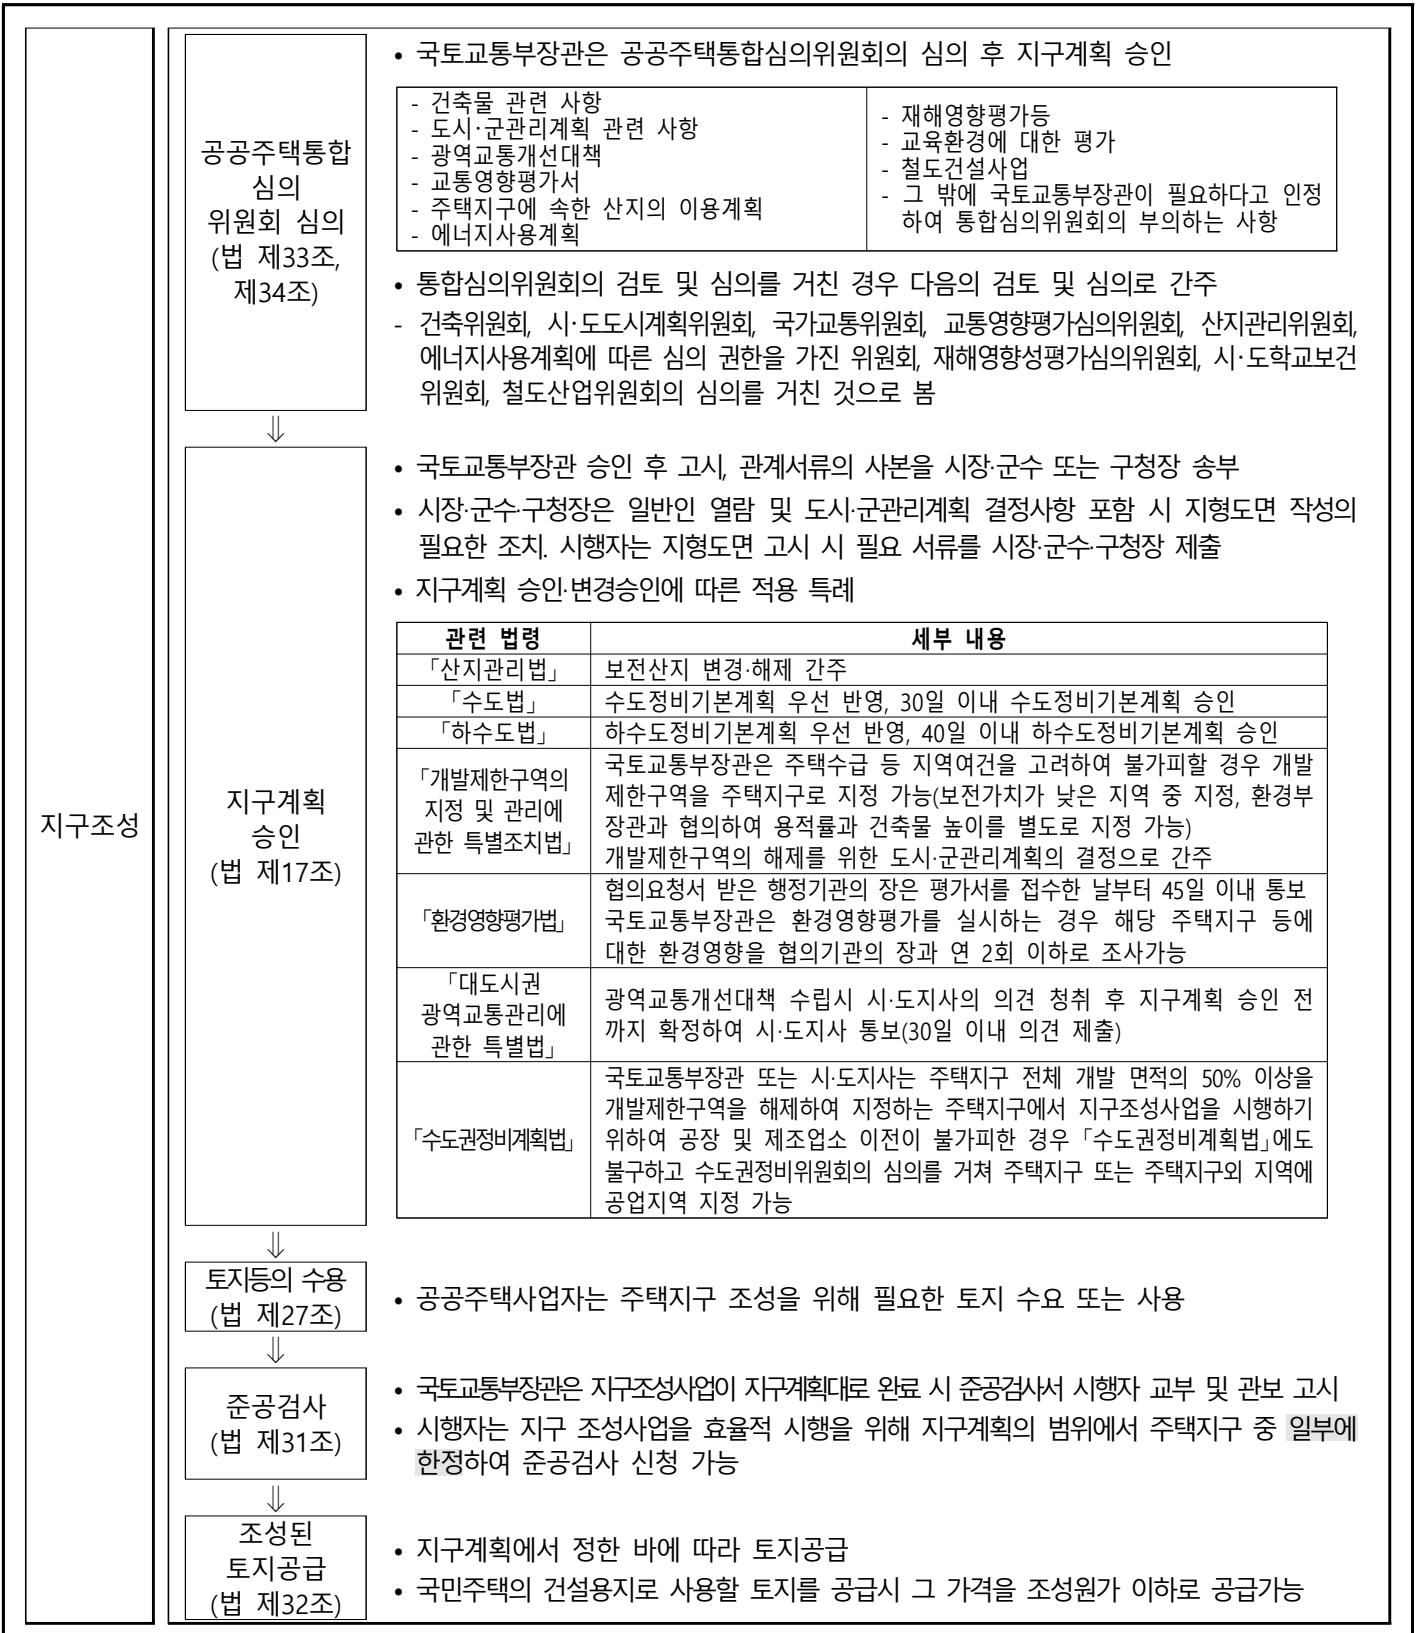 지구조성
공공주택통합
심의
위원회 심의
(법 제33조,
제34조)
• 국토교통부장관은 공공주택통합심의위원회의 심의 후 지구계획 승인
- 건축물 관련 사항
- 도시·군관리계획 관련 사항
- 광역교통개선대책
- 교통영향평가서
- 주택지구에 속한 산지의 이용계획
- 에너지사용계획
- 재해영향평가등
- 교육환경에 대한 평가
- 철도건설사업
- 그 밖에 국토교통부장관이 필요하다고 인정
하여 통합심의위원회의 부의하는 사항
• 통합심의위원회의 검토 및 심의를 거친 경우 다음의 검토 및 심의로 간주
- 건축위원회, 시·도도시계획위원회, 국가교통위원회, 교통영향평가심의위원회, 산지관리위원회,
에너지사용계획에 따른 심의 권한을 가진 위원회, 재해영향성평가심의위원회, 시·도학교보건
위원회, 철도산업위원회의 심의를 거친 것으로 봄
⇓
지구계획
승인
(법 제17조)
• 국토교통부장관 승인 후 고시, 관계서류의 사본을 시장·군수 또는 구청장 송부
• 시장·군수·구청장은 일반인 열람 및 도시·군관리계획 결정사항 포함 시 지형도면 작성의
필요한 조치. 시행자는 지형도면 고시 시 필요 서류를 시장·군수·구청장 제출
• 지구계획 승인·변경승인에 따른 적용 특례
관련 법령 세부 내용
「산지관리법」 보전산지 변경·해제 간주
「수도법」 수도정비기본계획 우선 반영, 30일 이내 수도정비기본계획 승인
「하수도법」 하수도정비기본계획 우선 반영, 40일 이내 하수도정비기본계획 승인
「개발제한구역의
지정 및 관리에
관한 특별조치법」
국토교통부장관은 주택수급 등 지역여건을 고려하여 불가피할 경우 개발
제한구역을 주택지구로 지정 가능(보전가치가 낮은 지역 중 지정, 환경부
장관과 협의하여 용적률과 건축물 높이를 별도로 지정 가능)
개발제한구역의 해제를 위한 도시·군관리계획의 결정으로 간주
「환경영향평가법」
협의요청서 받은 행정기관의 장은 평가서를 접수한 날부터 45일 이내 통보
국토교통부장관은 환경영향평가를 실시하는 경우 해당 주택지구 등에
대한 환경영향을 협의기관의 장과 연 2회 이하로 조사가능
「대도시권
광역교통관리에
관한 특별법」
광역교통개선대책 수립시 시·도지사의 의견 청취 후 지구계획 승인 전
까지 확정하여 시·도지사 통보(30일 이내 의견 제출)
「수도권정비계획법」
국토교통부장관 또는 시·도지사는 주택지구 전체 개발 면적의 50% 이상을
개발제한구역을 해제하여 지정하는 주택지구에서 지구조성사업을 시행하기
위하여 공장 및 제조업소 이전이 불가피한 경우 「수도권정비계획법」에도
불구하고 수도권정비위원회의 심의를 거쳐 주택지구 또는 주택지구외 지역에
공업지역 지정 가능
⇓
토지등의 수용
(법 제27조)
• 공공주택사업자는 주택지구 조성을 위해 필요한 토지 수요 또는 사용
⇓
준공검사
(법 제31조)
• 국토교통부장관은 지구조성사업이 지구계획대로 완료 시 준공검사서 시행자 교부 및 관보 고시
• 시행자는 지구 조성사업을 효율적 시행을 위해 지구계획의 범위에서 주택지구 중 일부에
한정하여 준공검사 신청 가능
⇓
조성된
토지공급
(법 제32조)
• 지구계획에서 정한 바에 따라 토지공급
• 국민주택의 건설용지로 사용할 토지를 공급시 그 가격을 조성원가 이하로 공급가능